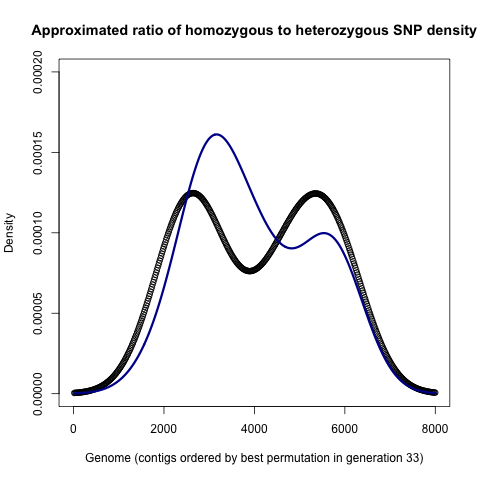 Approximated ratio of homozygous to heterozygous SNP density
0.00020
0.00015
0.00010
0.00005
0.00000
Density
0 2000 4000 6000 8000
Genome (contigs ordered by best permutation in generation 33)